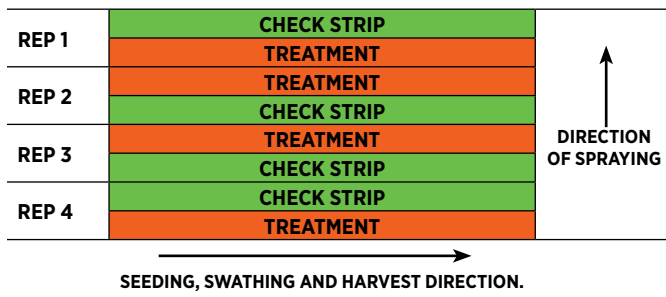 REP 1
CHECK STRIP
TREATMENT
REP 2
TREATMENT
CHECK STRIP
REP 3
TREATMENT
CHECK STRIP
REP 4
CHECK STRIP
TREATMENT
DIRECTION
OF SPRAYING
SEEDING, SWATHING AND HARVEST DIRECTION.